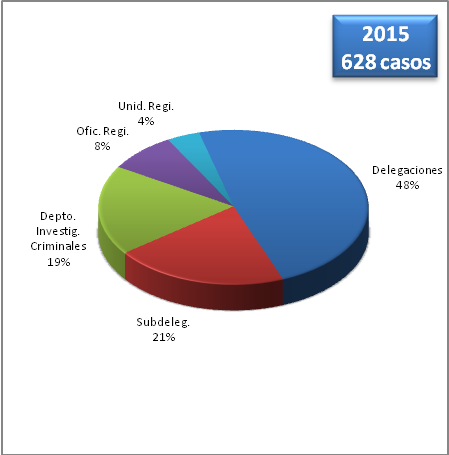 2015
628 casos
Unid. Regi.
4%
Ofic. Regi.
8%
Delegaciones
48%
Depto.
Investig.
Criminales
19%
Subdeleg.
21%